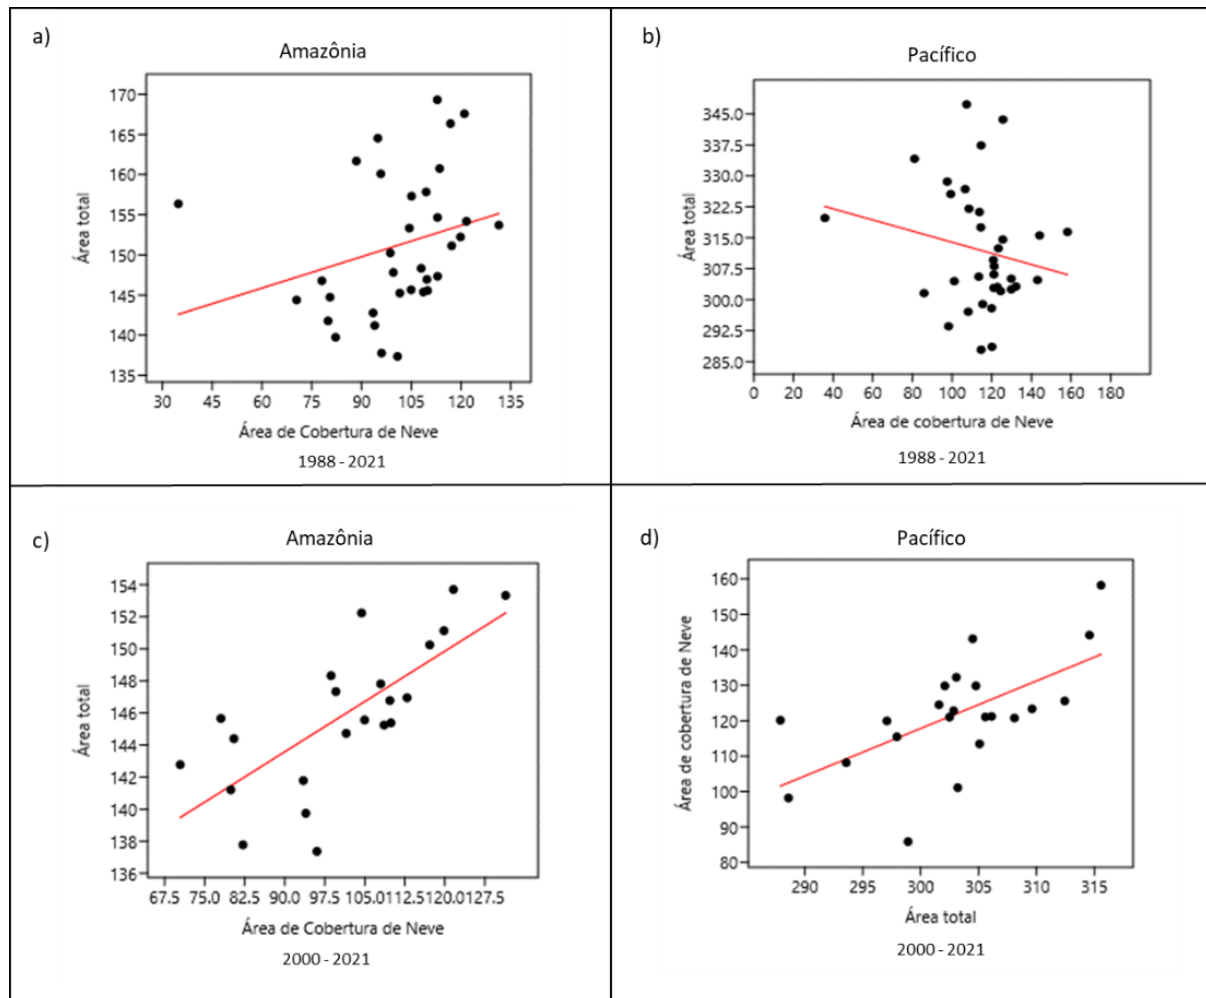 a)
Amazônia
170
165
160
155
150
145
140
135
Área total
30 45 60 75 90 105 120 135
Área de Cobertura de Neve
1988 - 2021
b)
Pacífico
345.0
337.5
330.0
322.5
315.0
307.5
300.0
292.5
285.0
Área total
0 20 40 60 80 100 120 140 160 180
Área de cobertura de Neve
1988 - 2021
c)
Amazônia
154
152
150
148
146
144
142
140
138
136
Área total
67.5 75.0 82.5 90.0 97.5 105.0 112.5 120.0 127.5
Área de Cobertura de Neve
2000 - 2021
d)
Pacífico
160
150
140
130
120
110
100
90
80
Área de cobertura de Neve
290 295 300 305 310 315
Área total
2000 - 2021